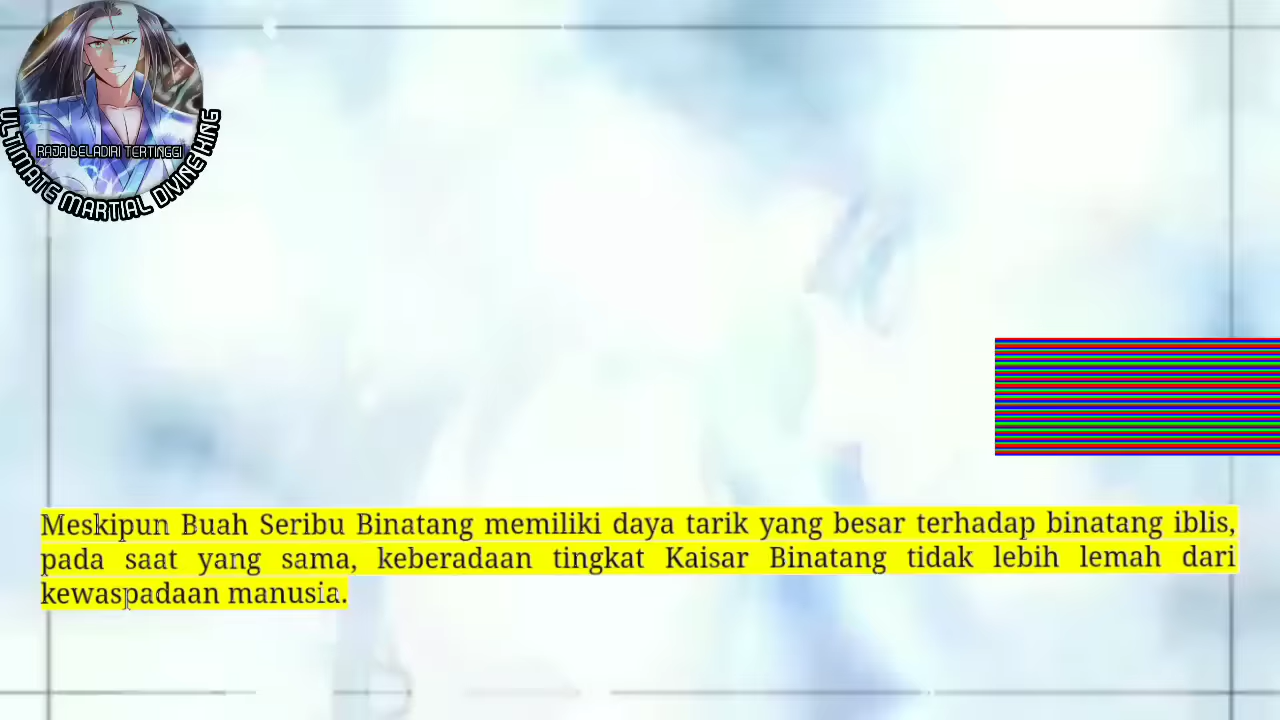 RAJA BELADIRI TERTINGGI
ULTIMATE MARTIAL DIVINE KING
Meskipun Buah Seribu Binatang memiliki daya tarik yang besar terhadap binatang iblis,
pada saat yang sama, keberadaan tingkat Kaisar Binatang tidak lebih lemah dari
kewaspadaan manusia.